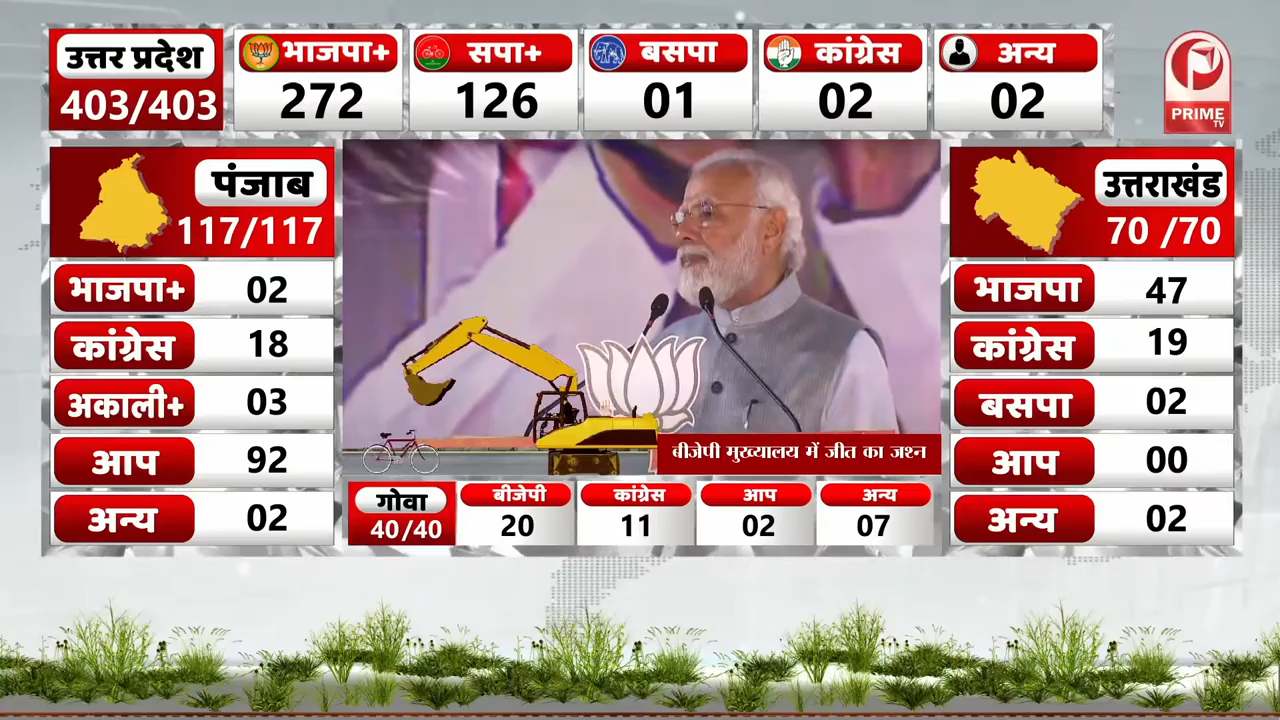 उत्तर प्रदेश
403/403
भाजपा+
272
सपा+
126
बसपा
01
कांग्रेस
02
अन्य
02
PRIME
TV
पंजाब
117/117
भाजपा+ 02
कांग्रेस 18
अकाली+ 03
आप 92
अन्य 02
बीजेपी मुख्यालय में जीत का जश्न
गोवा
40/40
बीजेपी
20
कांग्रेस
11
आप
02
अन्य
07
उत्तराखंड
70 /70
भाजपा 47
कांग्रेस 19
बसपा 02
आप 00
अन्य 02